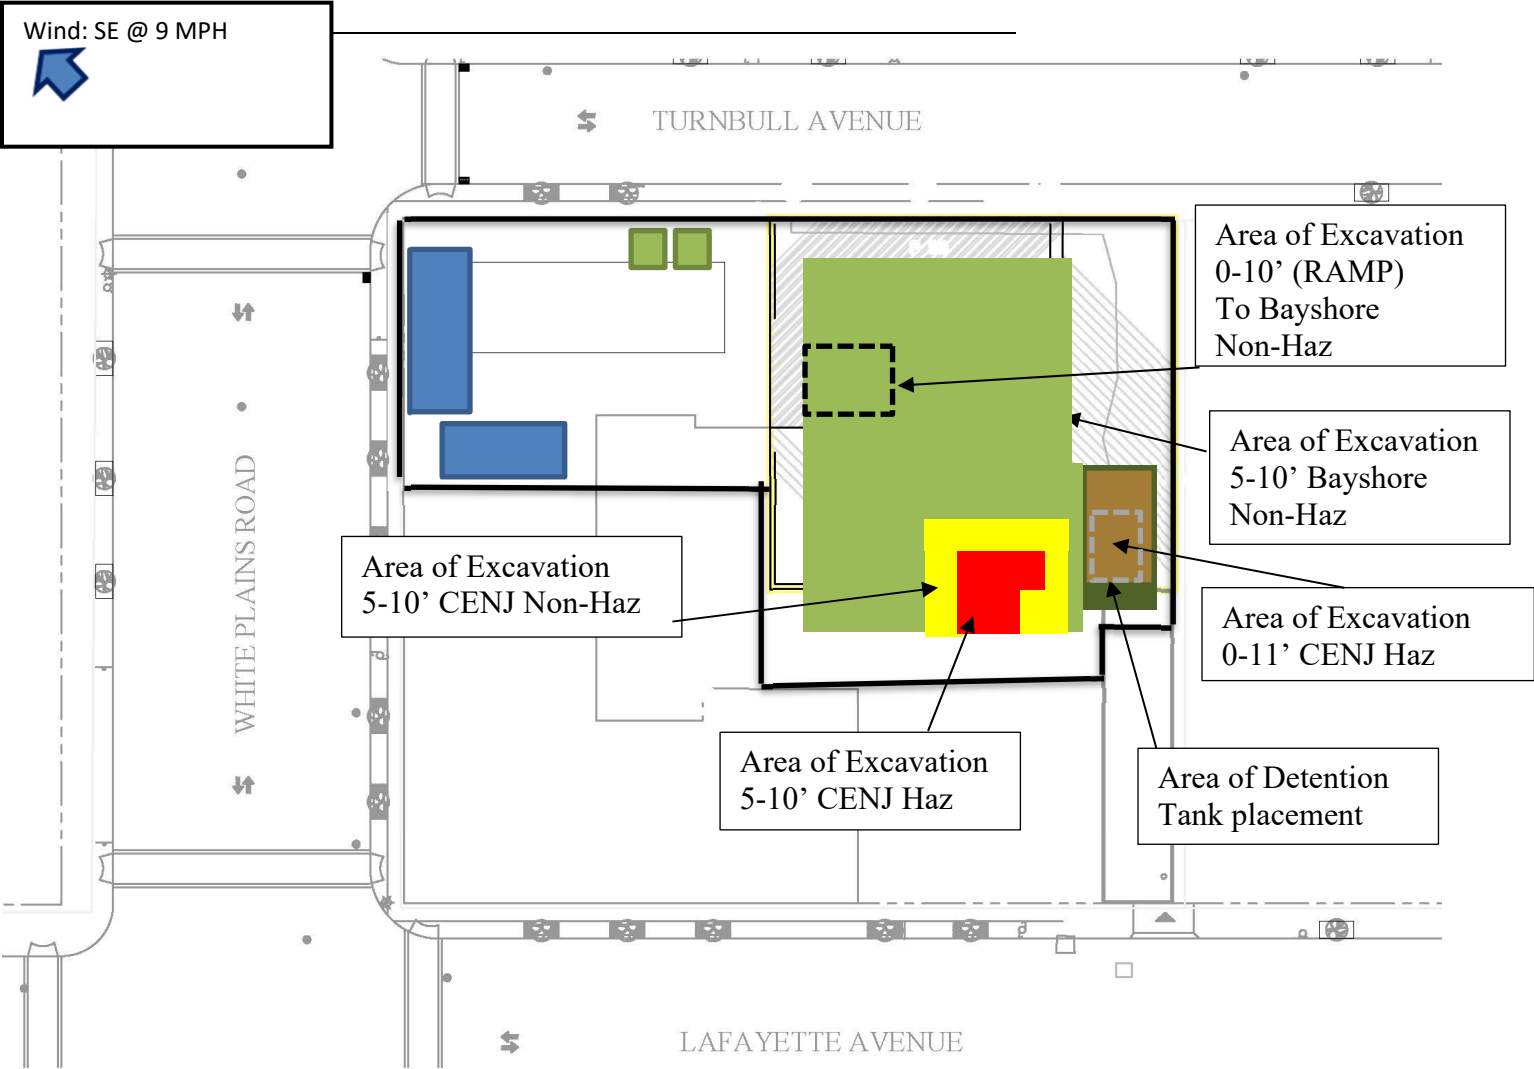 Wind: SE @ 9 MPH
TURNBULL AVENUE
Area of Excavation
0-10’ (RAMP)
To Bayshore
Non-Haz
Area of Excavation
5-10’ Bayshore
Non-Haz
WHITE PLAINS ROAD
Area of Excavation
5-10’ CENJ Non-Haz
Area of Excavation
0-11’ CENJ Haz
Area of Excavation
5-10’ CENJ Haz
Area of Detention
Tank placement
LAFAYETTE AVENUE